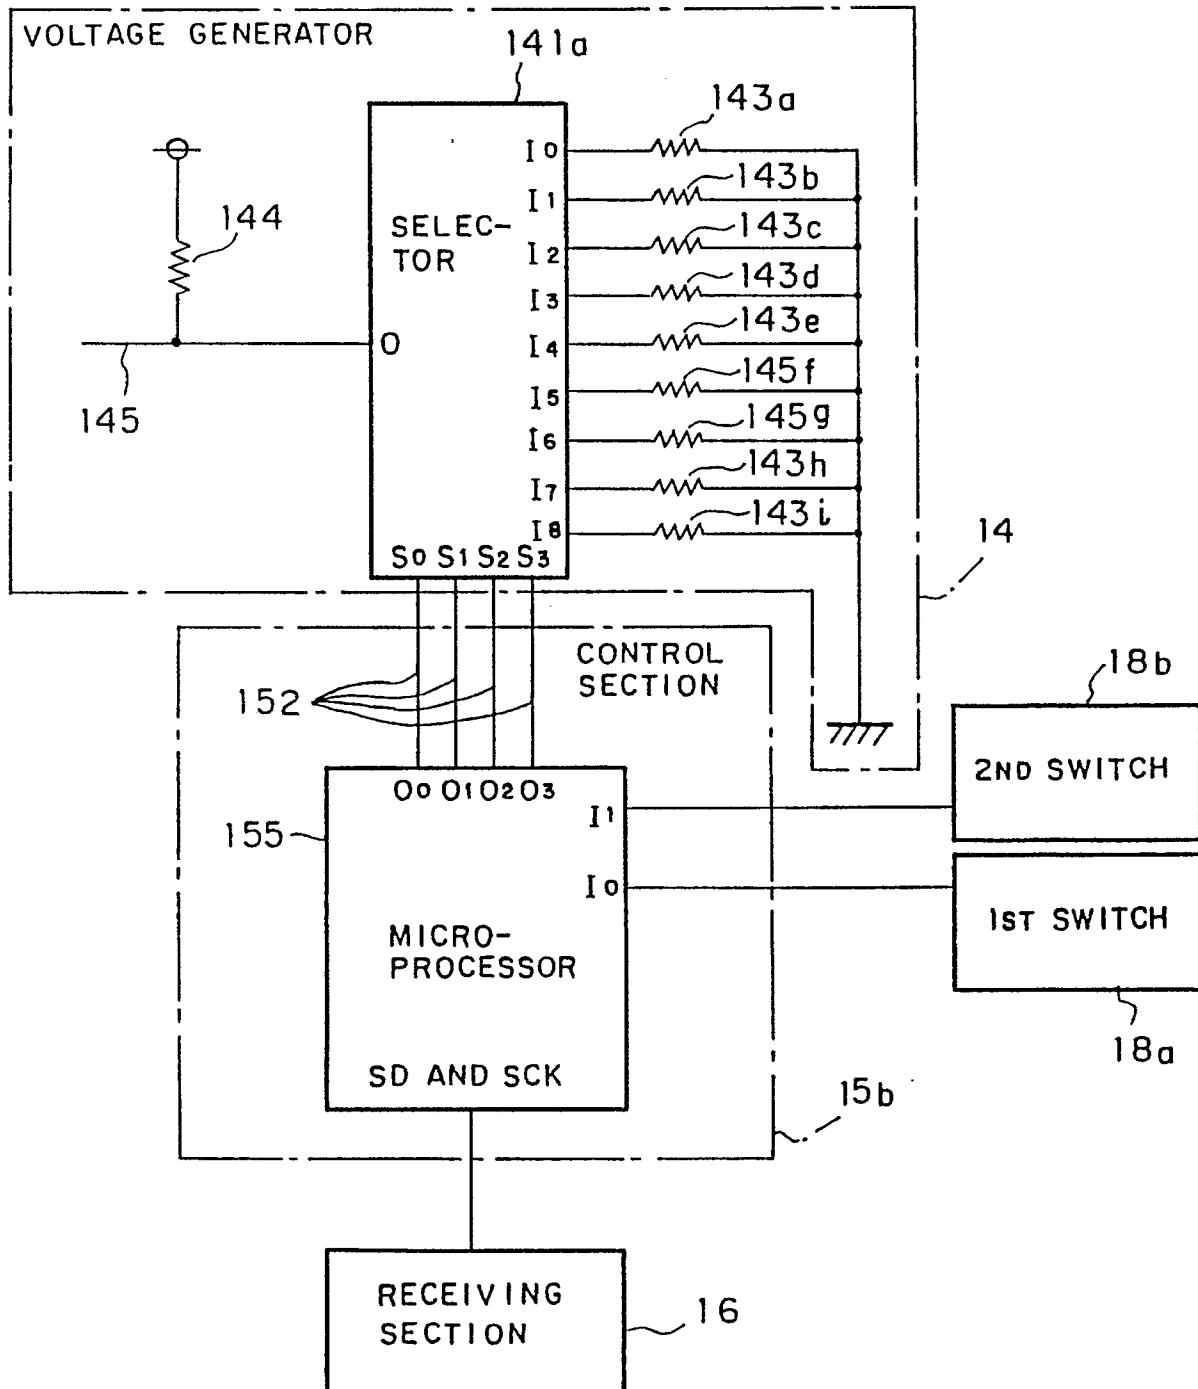 VOLTAGE GENERATOR
141a
143a
I0
143b
I1
143c
144
SELEC-
TOR
I2
143d
I3
143e
O
I4
145f
145
I5
145g
I6
143h
I7
143i
I8
S0 S1 S2 S3
14
CONTROL
SECTION
18b
152
2ND SWITCH
O0 O1 O2 O3
155
I1
I0
1ST SWITCH
MICRO-
PROCESSOR
18a
SD AND SCK
15b
RECEIVING
SECTION
16